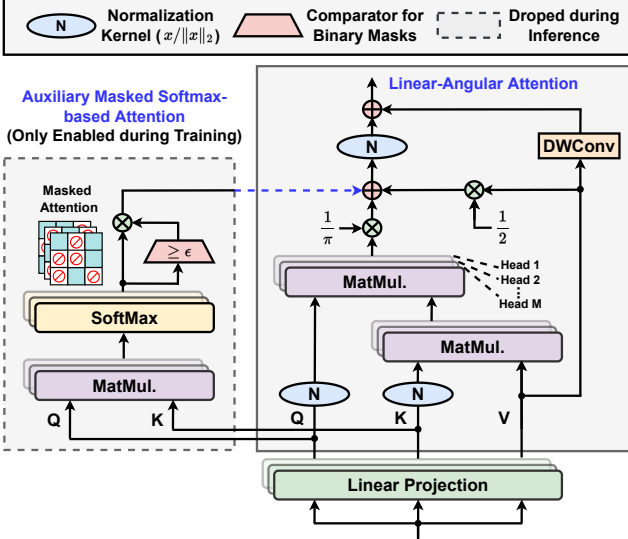 N
Normalization
Kernel (x/∥x∥₂)
Comparator for
Binary Masks
Droped during
Inference
Auxiliary Masked Softmax-
based Attention
(Only Enabled during Training)
Linear-Angular Attention
N
DWConv
Masked
Attention
≥ ϵ
1/π
1/2
Head 1
Head 2
Head M
MatMul.
SoftMax
MatMul.
MatMul.
N
N
Q
K
Q
K
V
Linear Projection